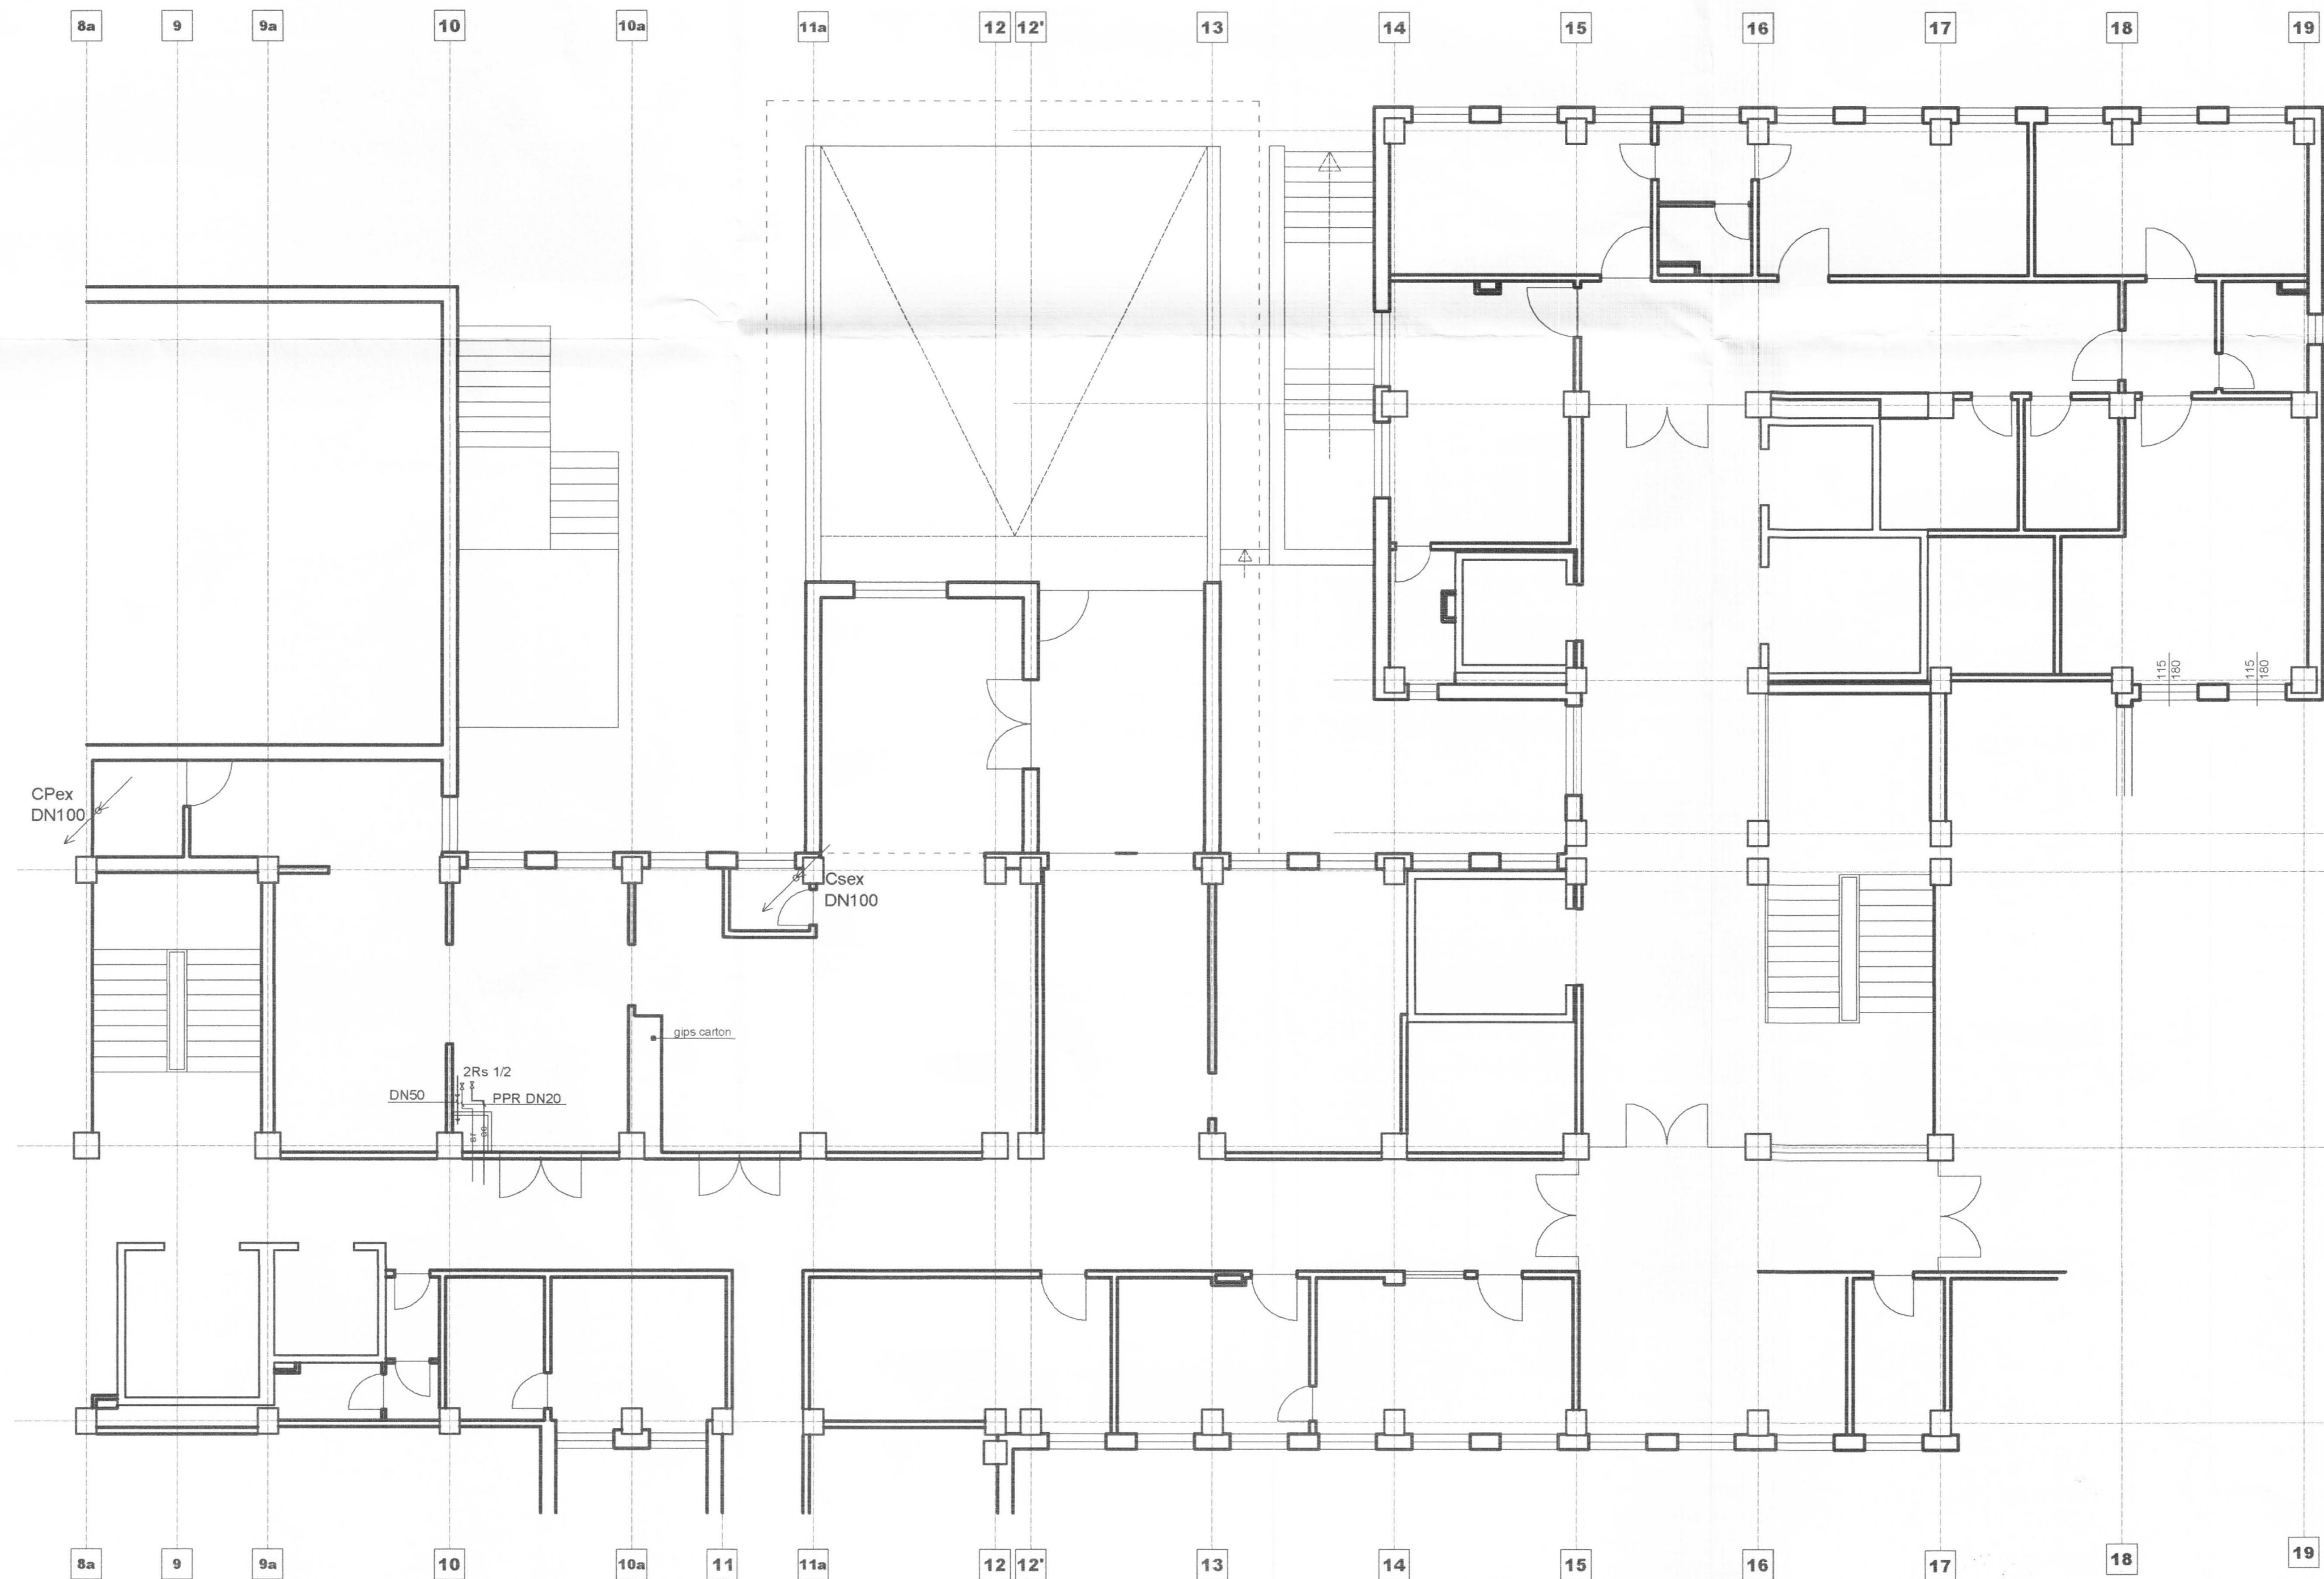 8a 9 9a 10 10a 11a 12 12' 13 14 15 16 17 18 19
115
180
115
180
CPex
DN100
Csex
DN100
gips carton
2Rs 1/2
DN50
PPR DN20
8a 9 9a 10 10a 11 11a 12 12' 13 14 15 16 17 18 19